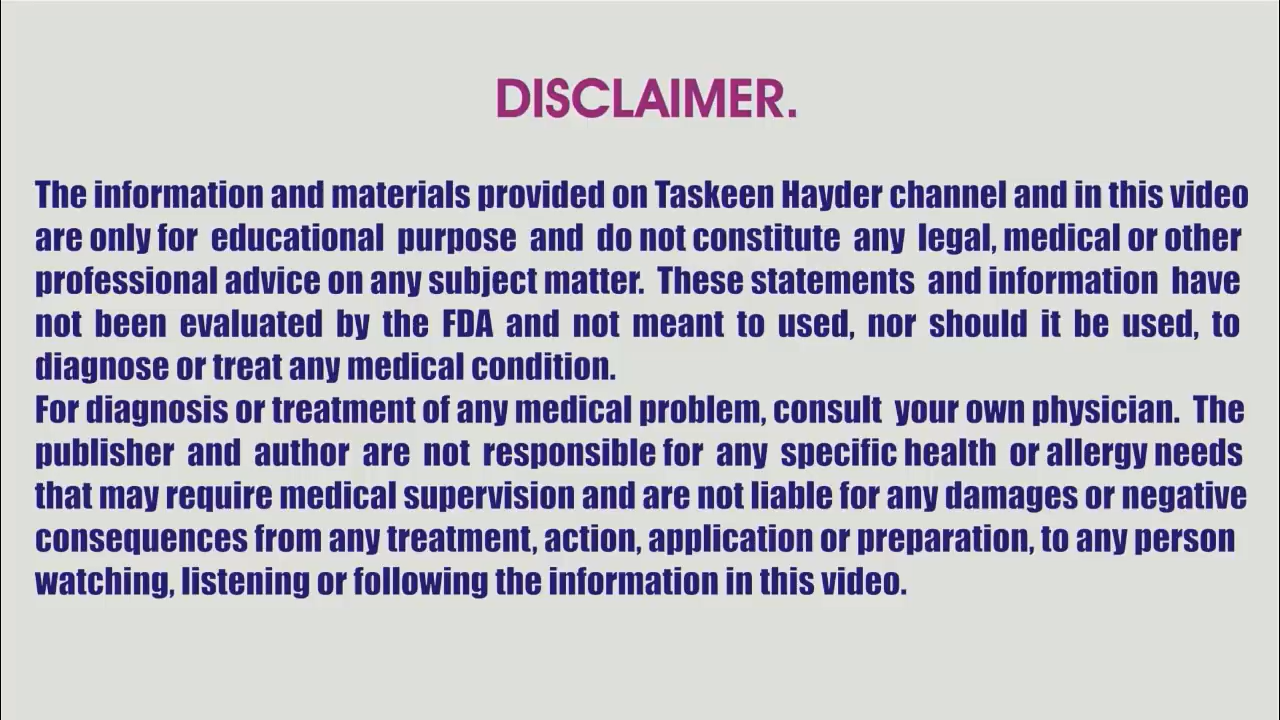 DISCLAIMER.
The information and materials provided on Taskeen Hayder channel and in this video
are only for educational purpose and do not constitute any legal, medical or other
professional advice on any subject matter. These statements and information have
not been evaluated by the FDA and not meant to used, nor should it be used, to
diagnose or treat any medical condition.
For diagnosis or treatment of any medical problem, consult your own physician. The
publisher and author are not responsible for any specific health or allergy needs
that may require medical supervision and are not liable for any damages or negative
consequences from any treatment, action, application or preparation, to any person
watching, listening or following the information in this video.